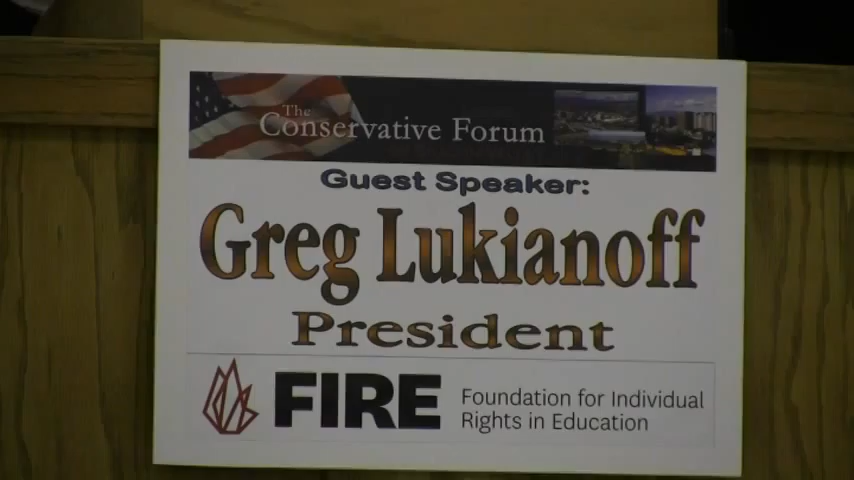 The
Conservative Forum
Guest Speaker:
Greg Lukianoff
President
FIRE
Foundation for Individual
Rights in Education